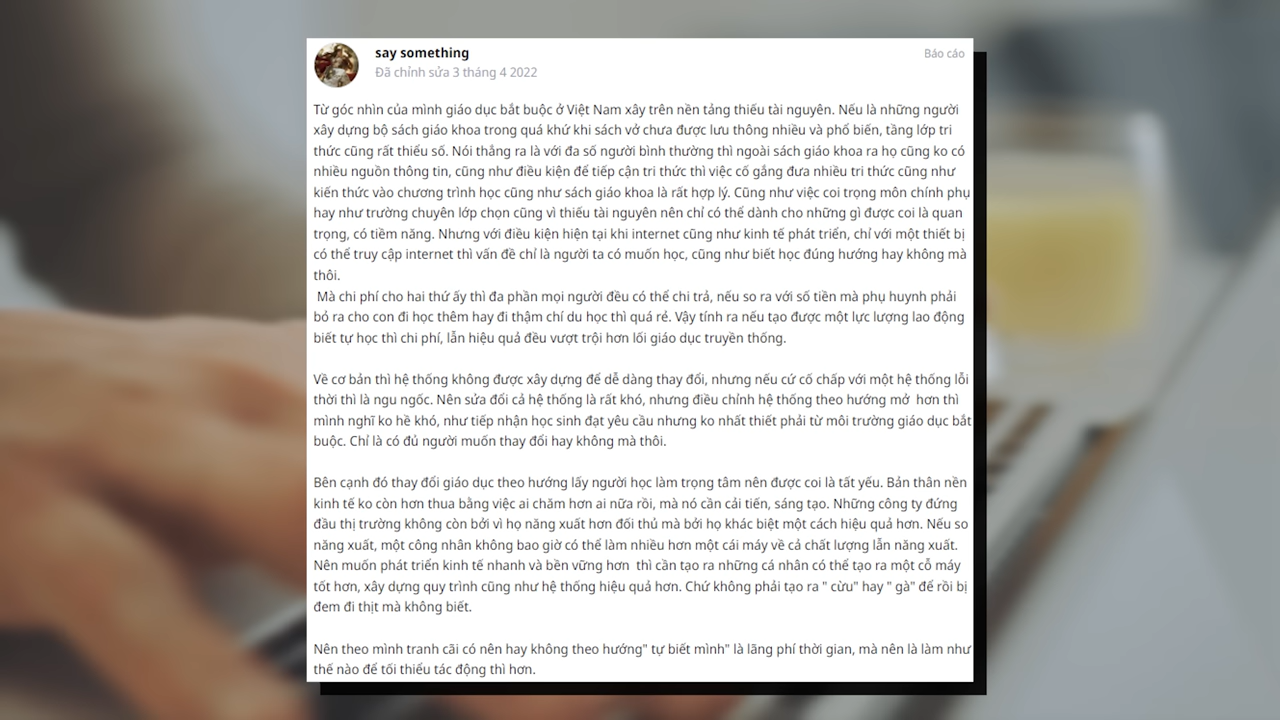 say something
Báo cáo
Đã chỉnh sửa 3 tháng 4 2022
Từ góc nhìn của mình giáo dục bắt buộc ở Việt Nam xây trên nền tảng thiếu tài nguyên. Nếu là những người
xây dựng bộ sách giáo khoa trong quá khứ khi sách vở chưa được lưu thông nhiều và phổ biến, tầng lớp tri
thức cũng rất thiểu số. Nói thẳng ra là với đa số người bình thường thì ngoài sách giáo khoa ra họ cũng ko có
nhiều nguồn thông tin, cũng như điều kiện để tiếp cận tri thức thì việc cố gắng đưa nhiều tri thức cũng như
kiến thức vào chương trình học cũng như sách giáo khoa là rất hợp lý. Cũng như việc coi trọng môn chính phụ
hay như trường chuyên lớp chọn cũng vì thiếu tài nguyên nên chỉ có thể dành cho những gì được coi là quan
trọng, có tiềm năng. Nhưng với điều kiện hiện tại khi internet cũng như kinh tế phát triển, chỉ với một thiết bị
có thể truy cập internet thì vấn đề chỉ là người ta có muốn học, cũng như biết học đúng hướng hay không mà
thôi.
Mà chi phí cho hai thứ ấy thì đa phần mọi người đều có thể chi trả, nếu so ra với số tiền mà phụ huynh phải
bỏ ra cho con đi học thêm hay đi thậm chí du học thì quá rẻ. Vậy tính ra nếu tạo được một lực lượng lao động
biết tự học thì chi phí, lẫn hiệu quả đều vượt trội hơn lối giáo dục truyền thống.
Về cơ bản thì hệ thống không được xây dựng để dễ dàng thay đổi, nhưng nếu cứ cố chấp với một hệ thống lỗi
thời thì là ngu ngốc. Nên sửa đổi cả hệ thống là rất khó, nhưng điều chỉnh hệ thống theo hướng mở  hơn thì
mình nghĩ ko hề khó, như tiếp nhận học sinh đạt yêu cầu nhưng ko nhất thiết phải từ môi trường giáo dục bắt
buộc. Chỉ là có đủ người muốn thay đổi hay không mà thôi.
Bên cạnh đó thay đổi giáo dục theo hướng lấy người học làm trọng tâm nên được coi là tất yếu. Bản thân nền
kinh tế ko còn hơn thua bằng việc ai chăm hơn ai nữa rồi, mà nó cần cải tiến, sáng tạo. Những công ty đứng
đầu thị trường không còn bởi vì họ năng xuất hơn đối thủ mà bởi họ khác biệt một cách hiệu quả hơn. Nếu so
năng xuất, một công nhân không bao giờ có thể làm nhiều hơn một cái máy về cả chất lượng lẫn năng xuất.
Nên muốn phát triển kinh tế nhanh và bền vững hơn  thì cần tạo ra những cá nhân có thể tạo ra một cỗ máy
tốt hơn, xây dựng quy trình cũng như hệ thống hiệu quả hơn. Chứ không phải tạo ra " cừu" hay " gà" để rồi bị
đem đi thịt mà không biết.
Nên theo mình tranh cãi có nên hay không theo hướng" tự biết mình" là lãng phí thời gian, mà nên là làm như
thế nào để tối thiểu tác động thì hơn.